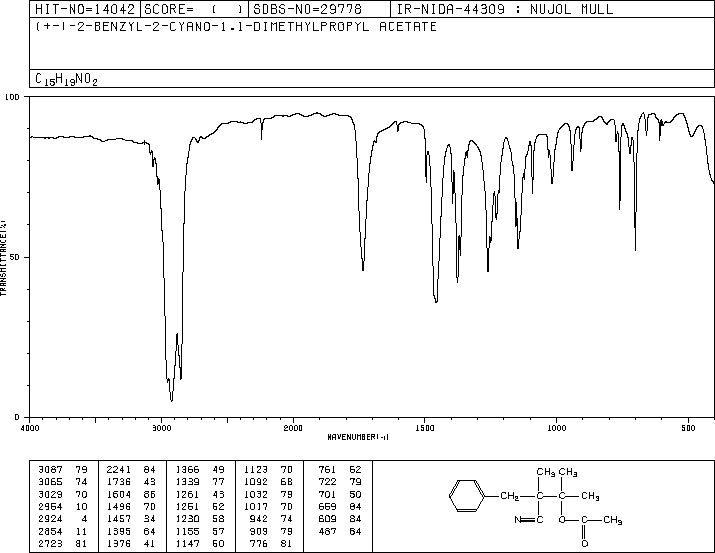 HIT-NO=14042 SCORE= ( ) SDBS-NO=29778 IR-NIDA-44309 : NUJOL MULL
(+-)-2-BENZYL-2-CYANO-1,1-DIMETHYLPROPYL ACETATE
C15H19NO2
100
50
0
TRANSMITTANCE(%)
4000 3000 2000 1500 1000 500
WAVENUMBER(-1)
3087 79 2241 84 1366 49 1123 70 761 62
3065 74 1736 43 1339 77 1092 68 722 79
3029 70 1604 86 1261 43 1032 79 701 50
2954 10 1496 70 1251 52 1017 70 659 84
2924 4 1457 34 1230 58 942 74 609 84
2854 11 1395 64 1155 57 909 79 487 84
2723 81 1376 41 1147 50 776 81
CH3 CH3
CH2 C C CH3
N C O C CH3
O